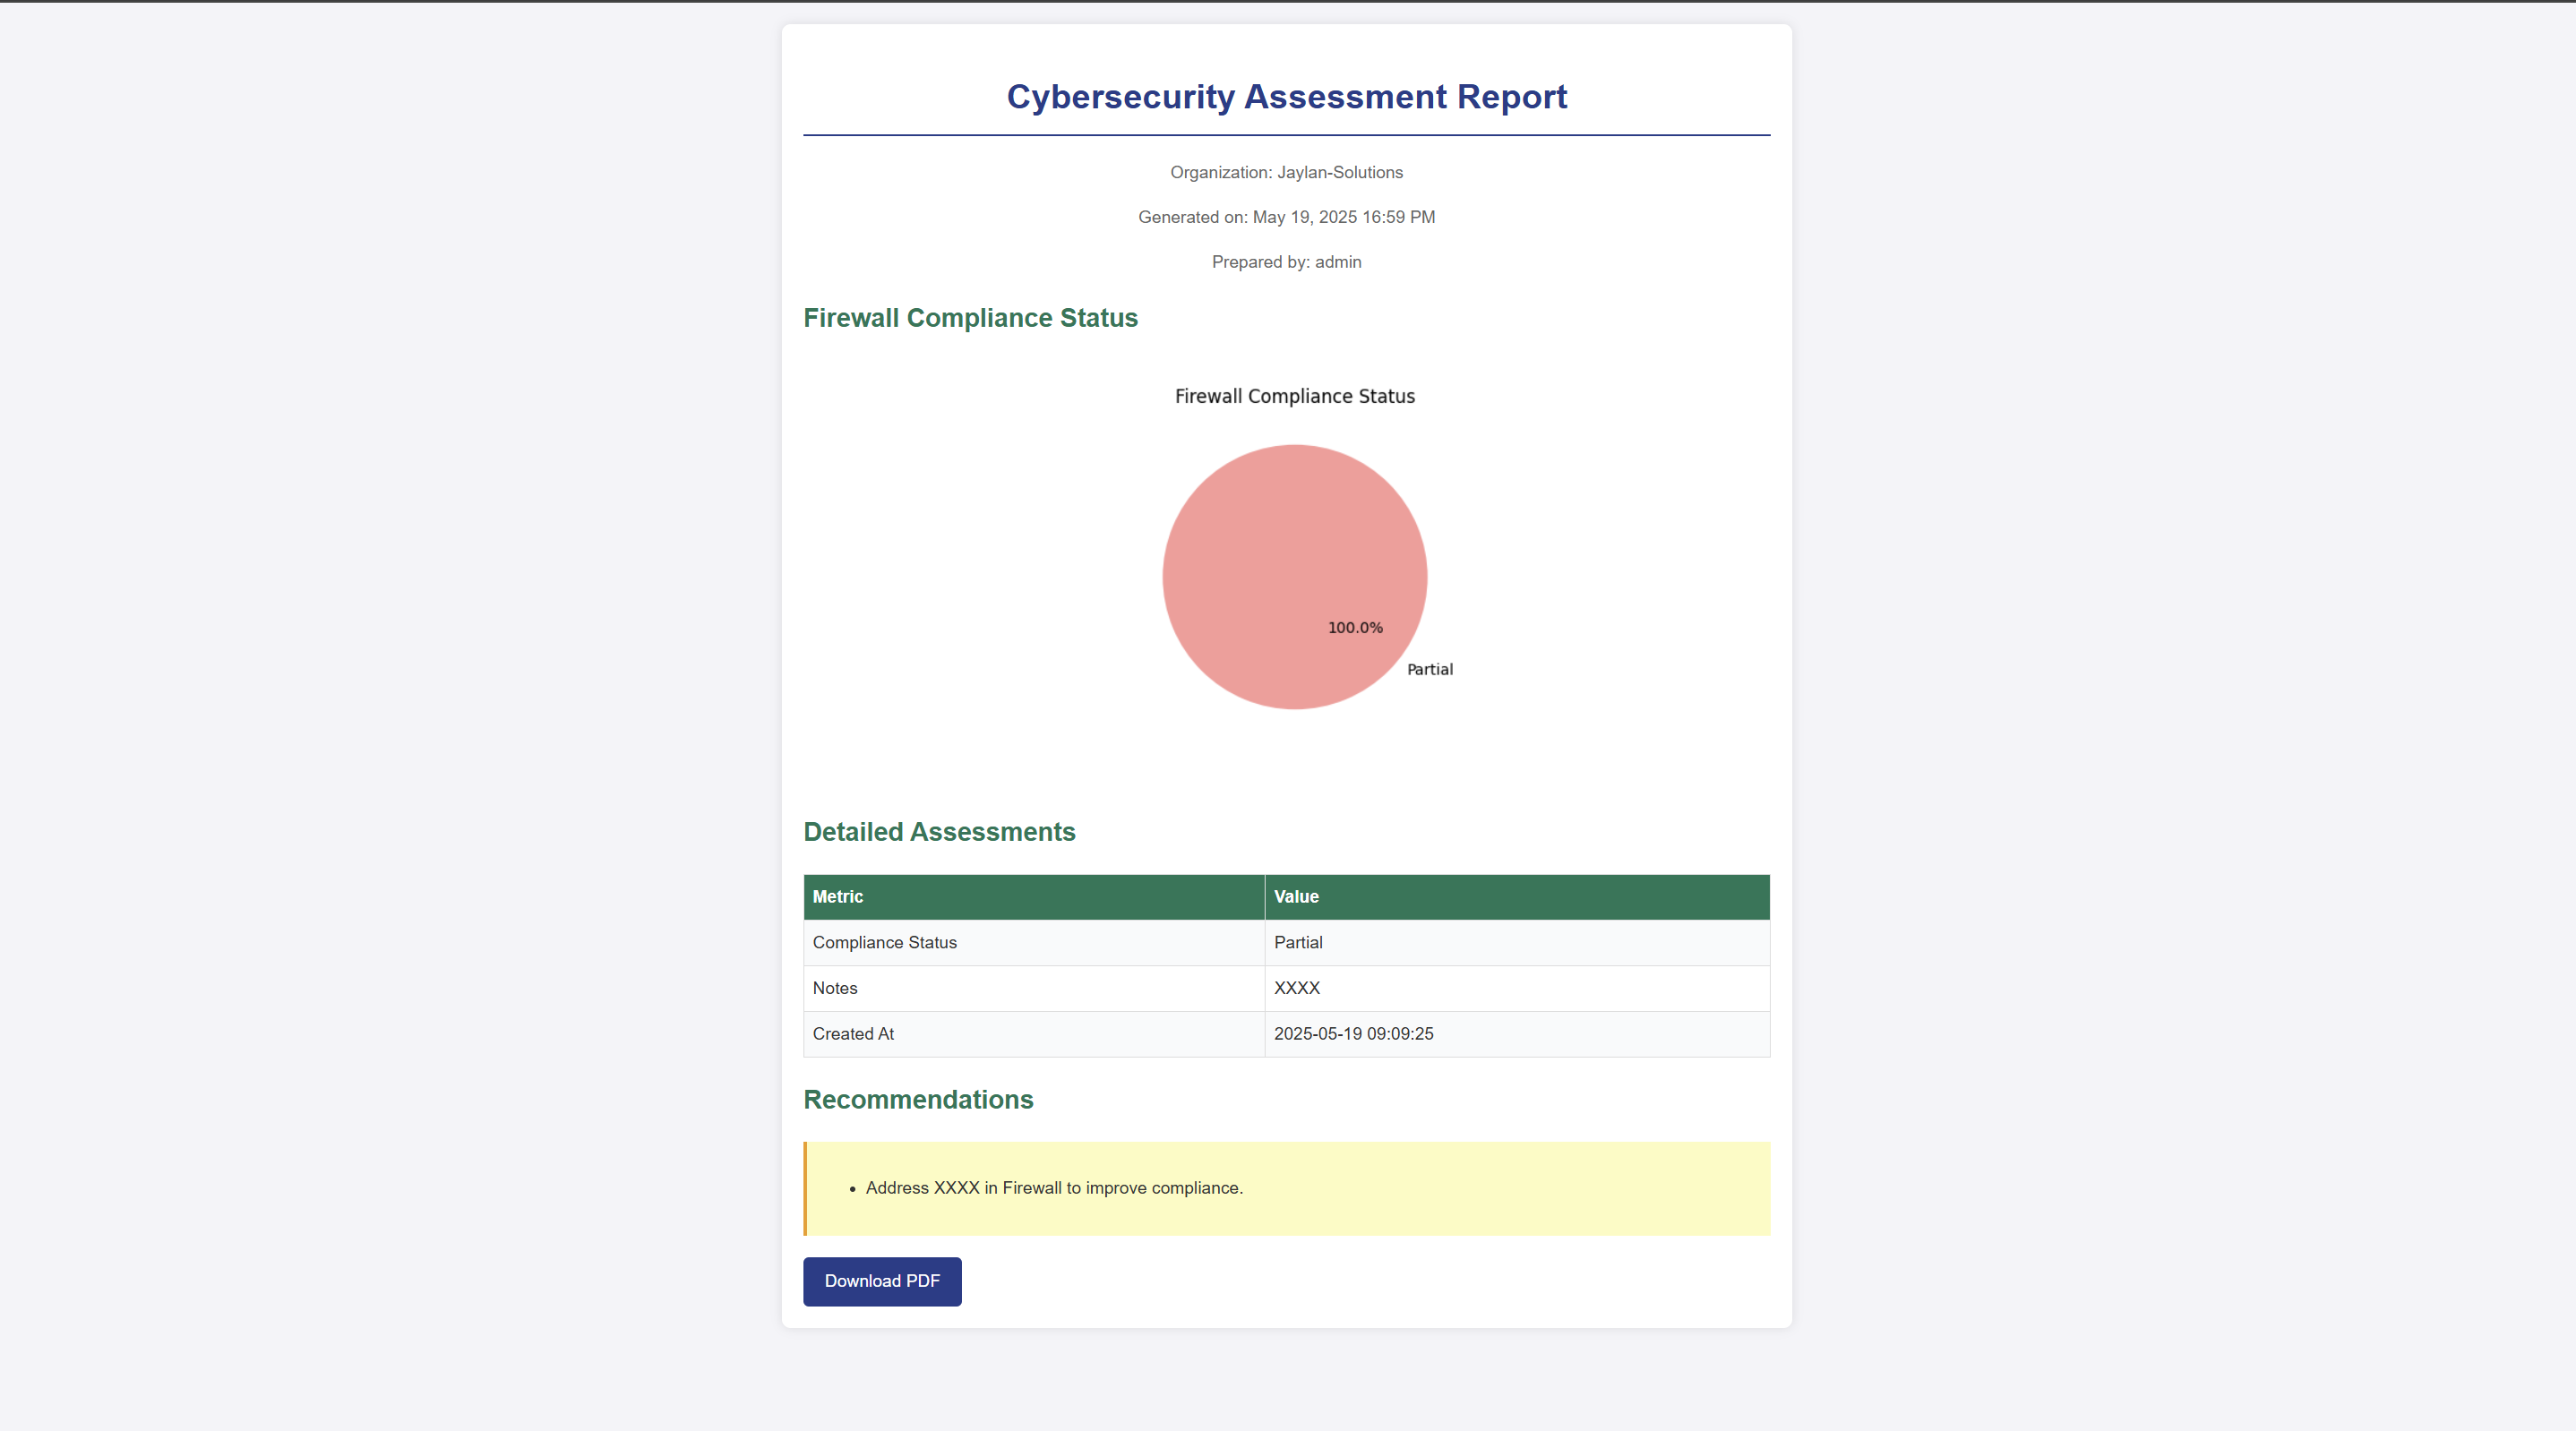 Cybersecurity Assessment Report
Organization: Jaylan-Solutions
Generated on: May 19, 2025 16:59 PM
Prepared by: admin
Firewall Compliance Status
Firewall Compliance Status
100.0%
Partial
Detailed Assessments
Metric Value
Compliance Status Partial
Notes XXXX
Created At 2025-05-19 09:09:25
Recommendations
• Address XXXX in Firewall to improve compliance.
Download PDF